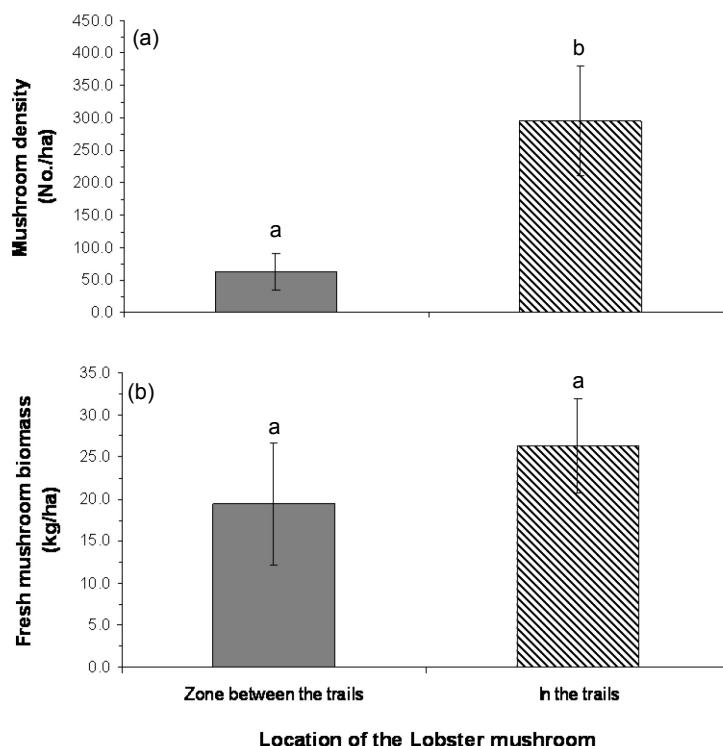 (a)
b
a
450.0
400.0
350.0
300.0
250.0
200.0
150.0
100.0
50.0
0.0
Mushroom density
(No./ha)
(b)
a
a
35.0
30.0
25.0
20.0
15.0
10.0
5.0
0.0
Fresh mushroom biomass
(kg/ha)
Zone between the trails
In the trails
Location of the Lobster mushroom